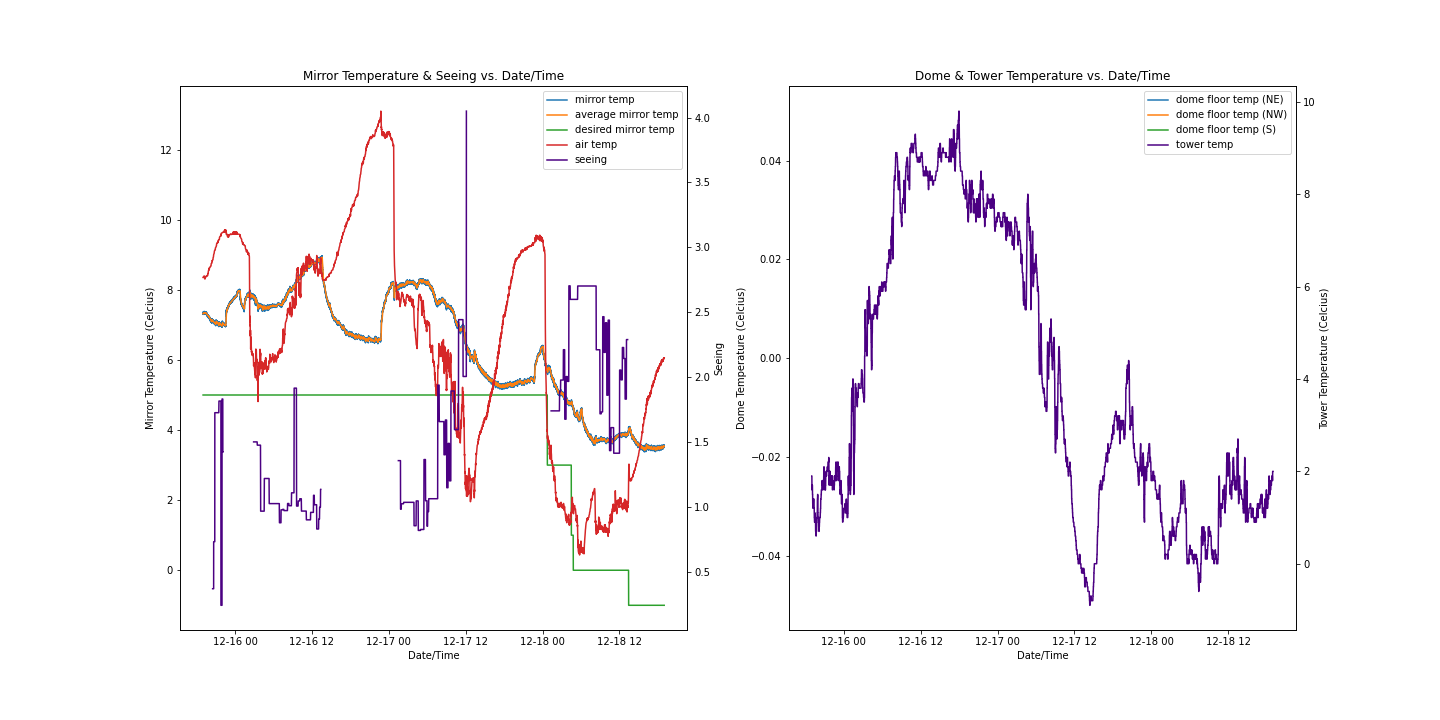 Mirror Temperature & Seeing vs. Date/Time
mirror temp
average mirror temp
desired mirror temp
air temp
seeing
12
10
8
6
4
2
0
Mirror Temperature (Celcius)
4.0
3.5
3.0
2.5
2.0
1.5
1.0
0.5
Seeing
12-16 00
12-16 12
12-17 00
12-17 12
12-18 00
12-18 12
Date/Time
Dome & Tower Temperature vs. Date/Time
dome floor temp (NE)
dome floor temp (NW)
dome floor temp (S)
tower temp
0.04
0.02
0.00
−0.02
−0.04
Dome Temperature (Celcius)
10
8
6
4
2
0
Tower Temperature (Celcius)
12-16 00
12-16 12
12-17 00
12-17 12
12-18 00
12-18 12
Date/Time